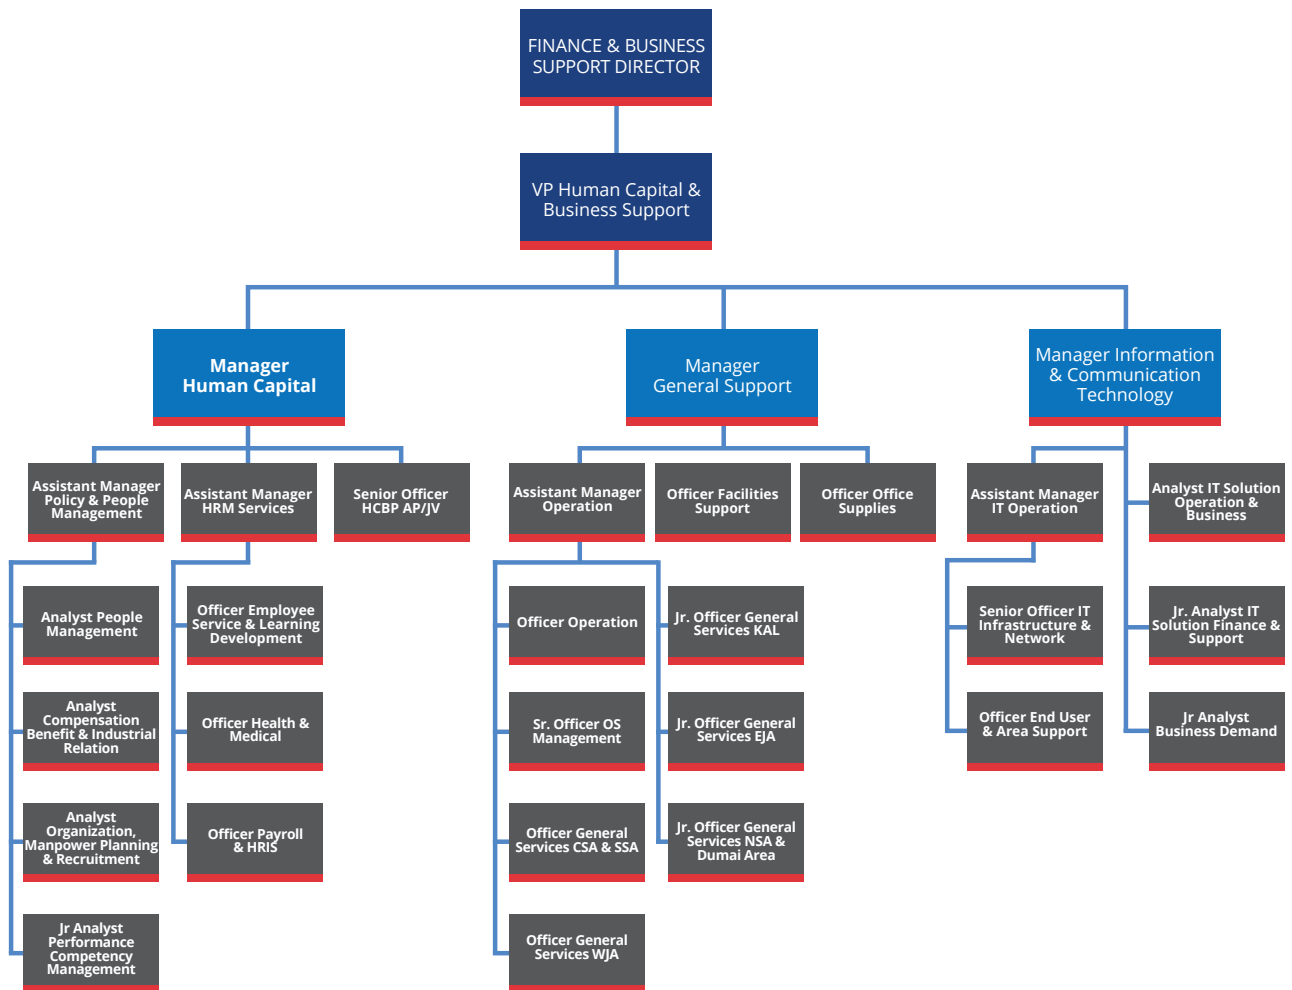 FINANCE & BUSINESS
SUPPORT DIRECTOR
VP Human Capital &
Business Support
Manager
Human Capital
Manager
General Support
Manager Information
& Communication
Technology
Assistant Manager
Policy & People
Management
Assistant Manager
HRM Services
Senior Officer
HCBP AP/JV
Assistant Manager
Operation
Officer Facilities
Support
Officer Office
Supplies
Assistant Manager
IT Operation
Analyst IT Solution
Operation &
Business
Analyst People
Management
Officer Employee
Service & Learning
Development
Officer Operation
Jr. Officer General
Services KAL
Senior Officer IT
Infrastructure &
Network
Jr. Analyst IT
Solution Finance &
Support
Analyst
Compensation
Benefit & Industrial
Relation
Officer Health &
Medical
Sr. Officer OS
Management
Jr. Officer General
Services EJA
Officer End User
& Area Support
Jr Analyst
Business Demand
Analyst
Organization,
Manpower Planning
& Recruitment
Officer Payroll
& HRIS
Officer General
Services CSA & SSA
Jr. Officer General
Services NSA &
Dumai Area
Jr Analyst
Performance
Competency
Management
Officer General
Services WJA